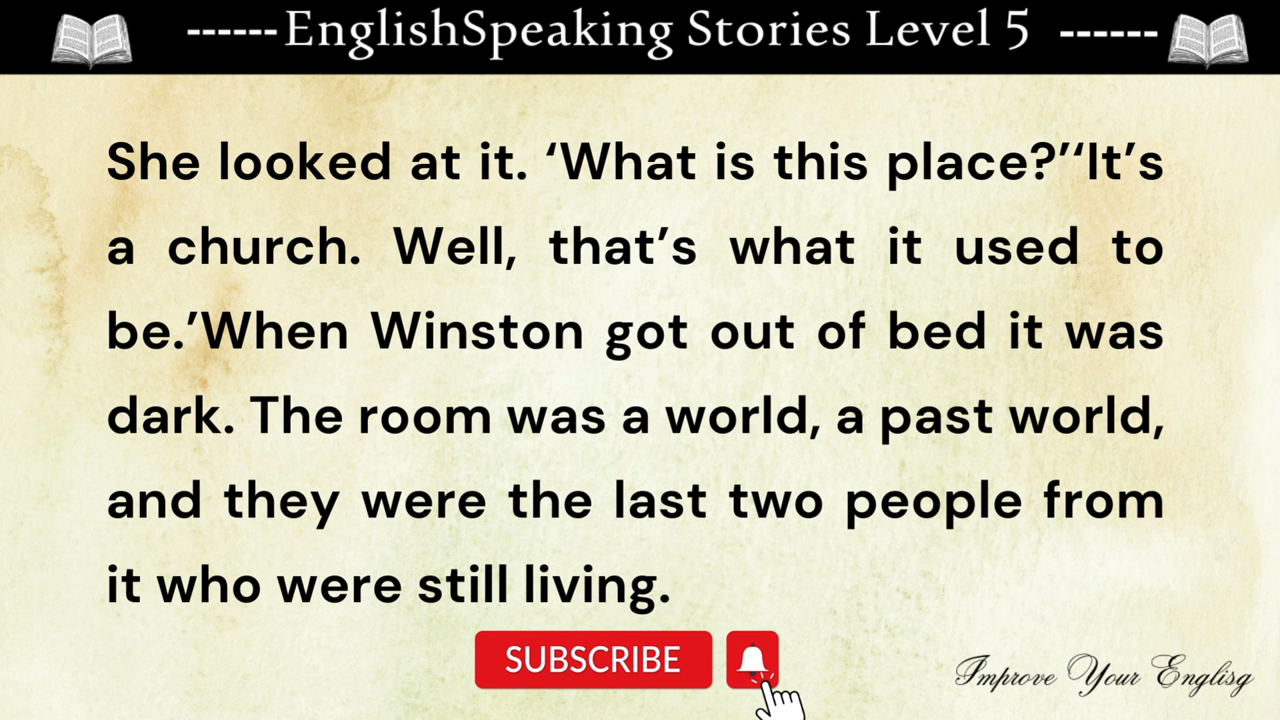 ------EnglishSpeaking Stories Level 5 ------
She looked at it. ‘What is this place?’‘It’s
a church. Well, that’s what it used to
be.’When Winston got out of bed it was
dark. The room was a world, a past world,
and they were the last two people from
it who were still living.
SUBSCRIBE
Improve Your Englisg